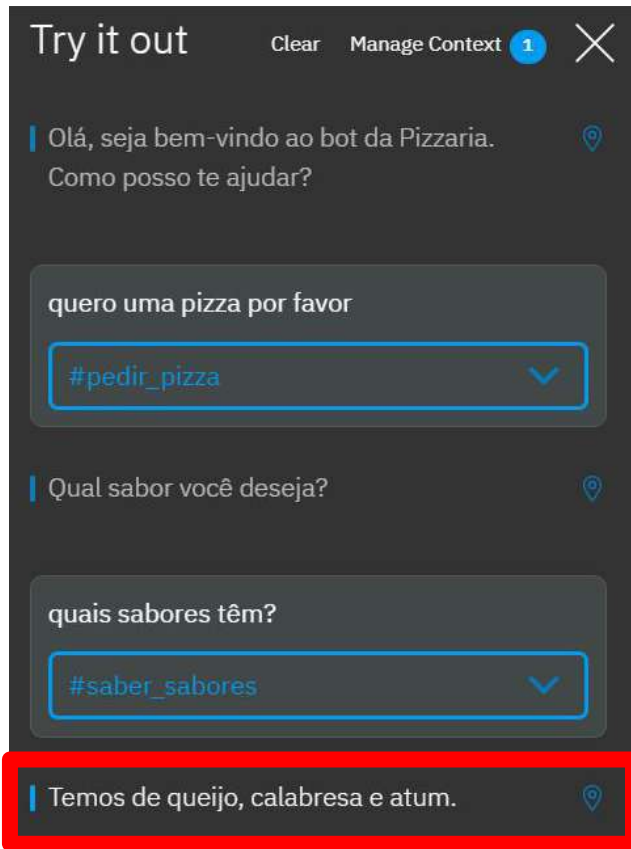 Try it out Clear Manage Context 1
Olá, seja bem-vindo ao bot da Pizzaria.
Como posso te ajudar?
quero uma pizza por favor
#pedir_pizza
Qual sabor você deseja?
quais sabores têm?
#saber_sabores
Temos de queijo, calabresa e atum.